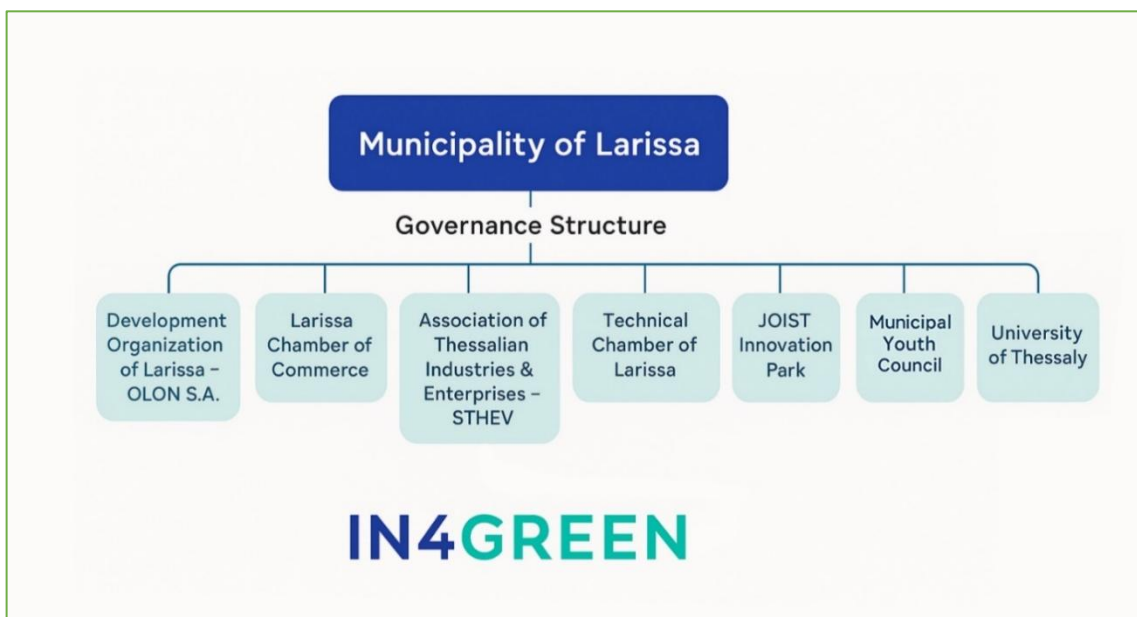 Municipality of Larissa
Governance Structure
Development
Organization
of Larissa –
OLON S.A.
Larissa
Chamber of
Commerce
Association of
Thessalian
Industries &
Enterprises –
STHEV
Technical
Chamber of
Larissa
JOIST
Innovation
Park
Municipal
Youth
Council
University
of Thessaly
IN4GREEN